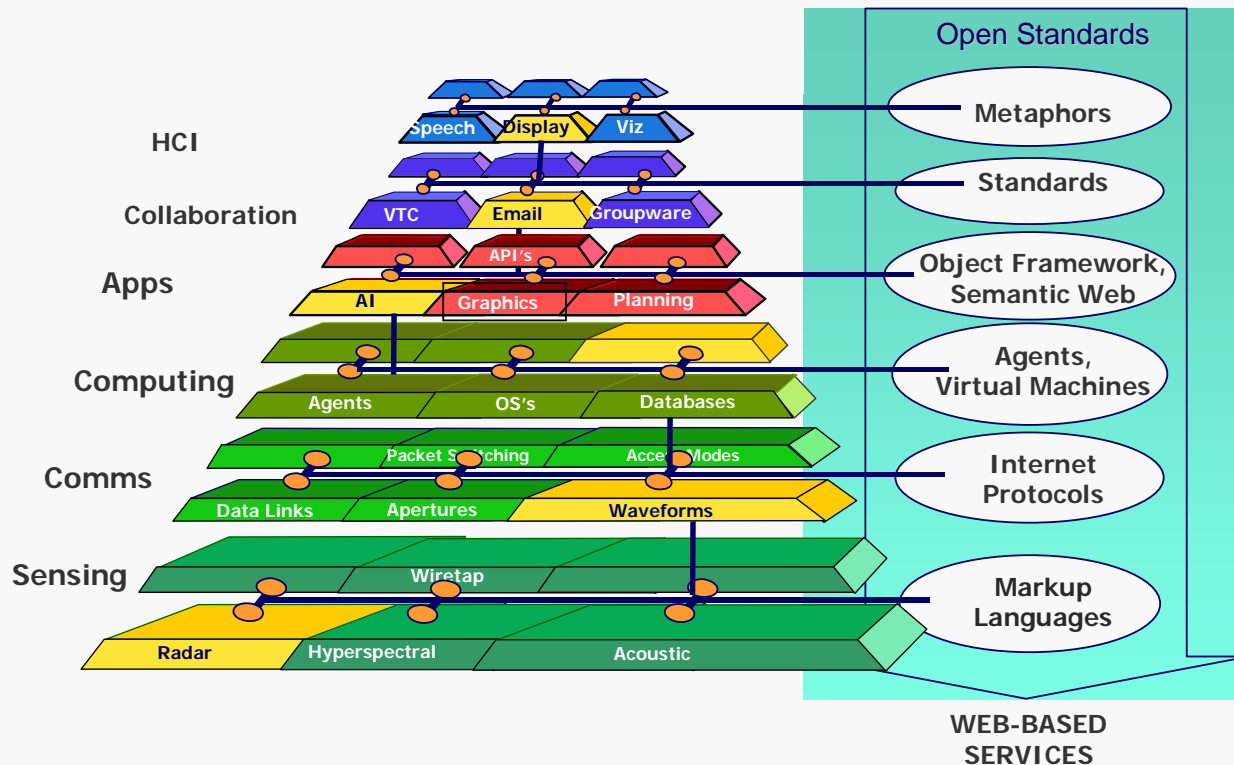 Open Standards
HCI
Speech
Display
Viz
Metaphors
Collaboration
VTC
Email
Groupware
Standards
Apps
API's
AI
Graphics
Planning
Object Framework,
Semantic Web
Computing
Agents
OS's
Databases
Agents,
Virtual Machines
Comms
Packet Switching
Access Modes
Data Links
Apertures
Waveforms
Internet
Protocols
Sensing
Wiretap
Radar
Hyperspectral
Acoustic
Markup
Languages
WEB-BASED
SERVICES